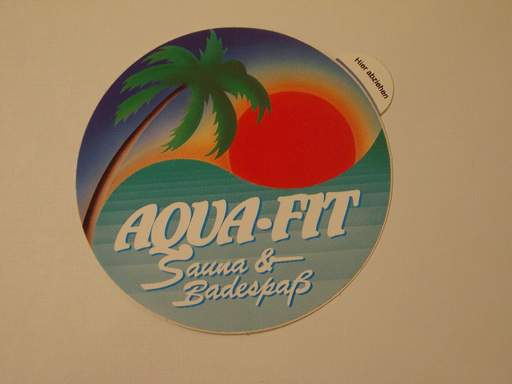 Hier abziehen
AQUA·FIT
Sauna &
Badespaß